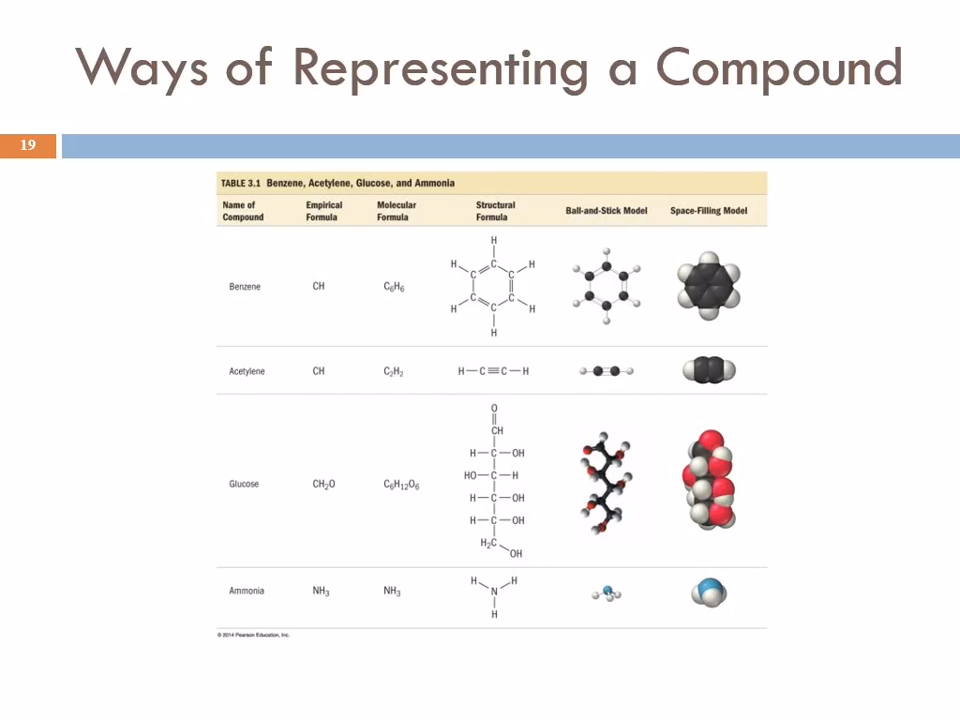 Ways of Representing a Compound
19
TABLE 3.1 Benzene, Acetylene, Glucose, and Ammonia
Name of Compound
Empirical Formula
Molecular Formula
Structural Formula
Ball-and-Stick Model
Space-Filling Model
Benzene
CH
C₆H₆
H
H C H
C C
C C
H C H
H
Acetylene
CH
C₂H₂
H—C≡C—H
Glucose
CH₂O
C₆H₁₂O₆
O
CH
H—C—OH
HO—C—H
H—C—OH
H—C—OH
H₂C
OH
Ammonia
NH₃
NH₃
H H
N
H
© 2014 Pearson Education, Inc.